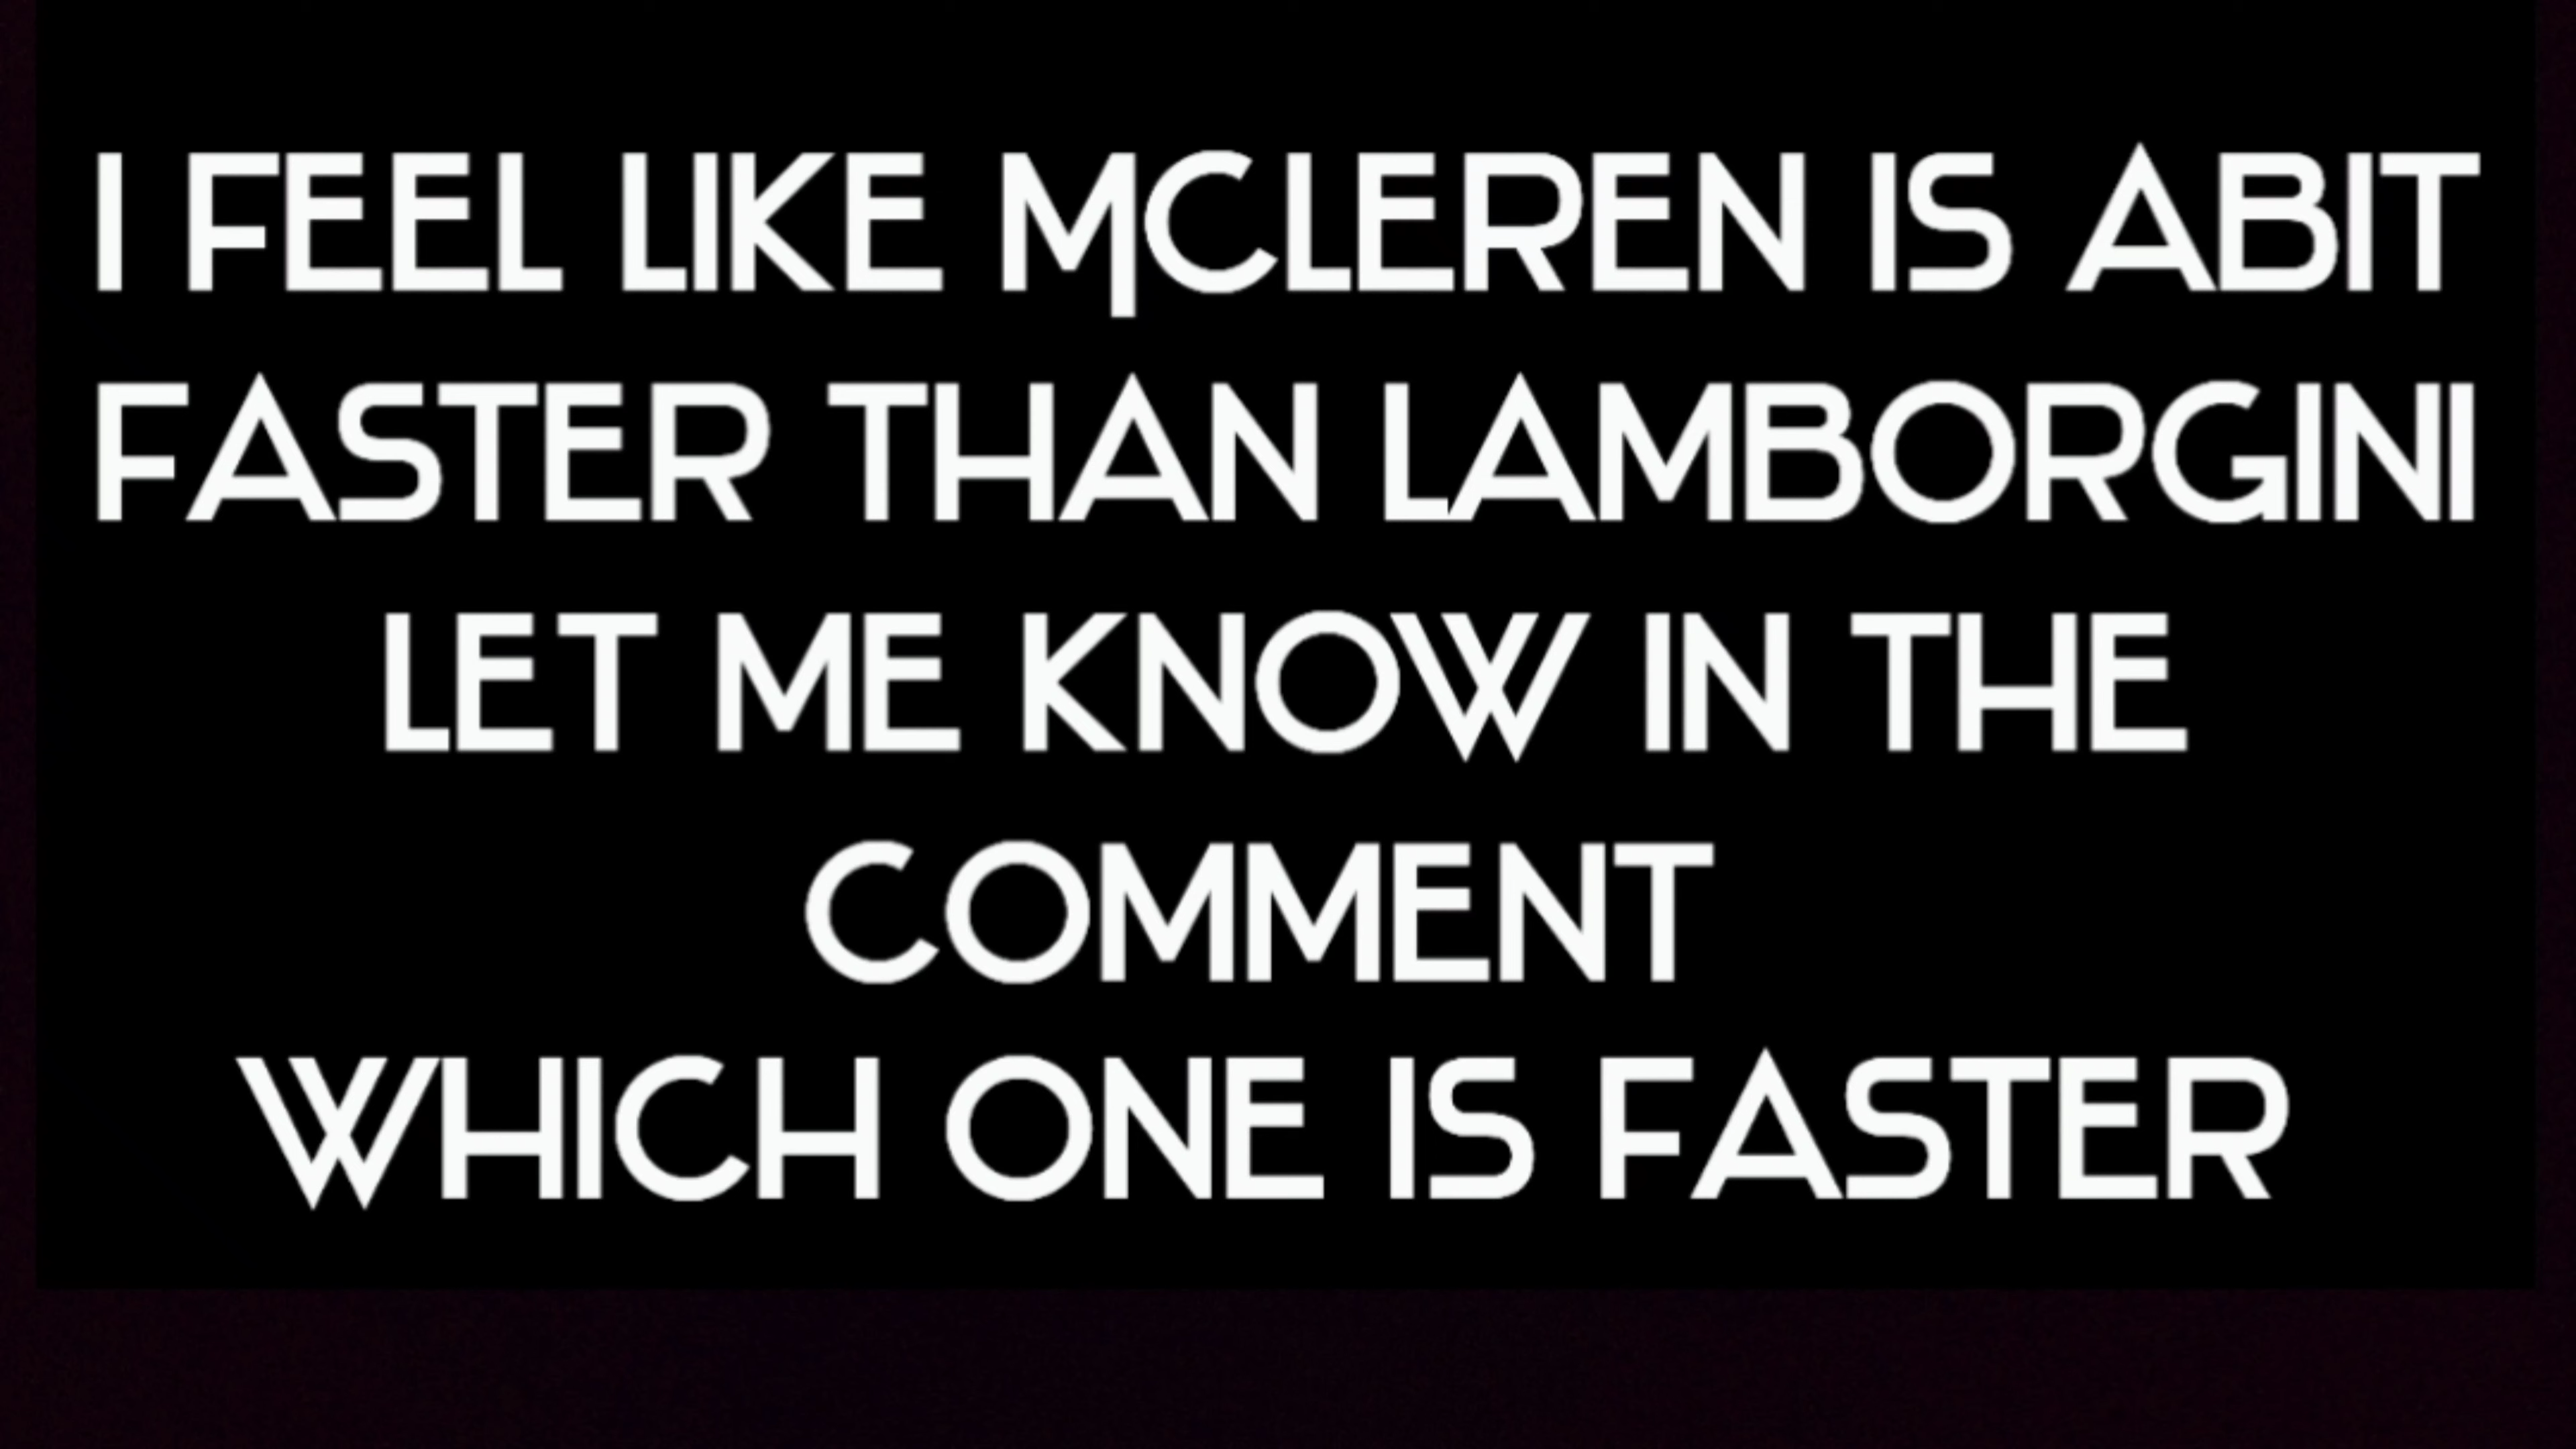 I FEEL LIKE MCLEREN IS ABIT
FASTER THAN LAMBORGINI
LET ME KNOW IN THE
COMMENT
WHICH ONE IS FASTER